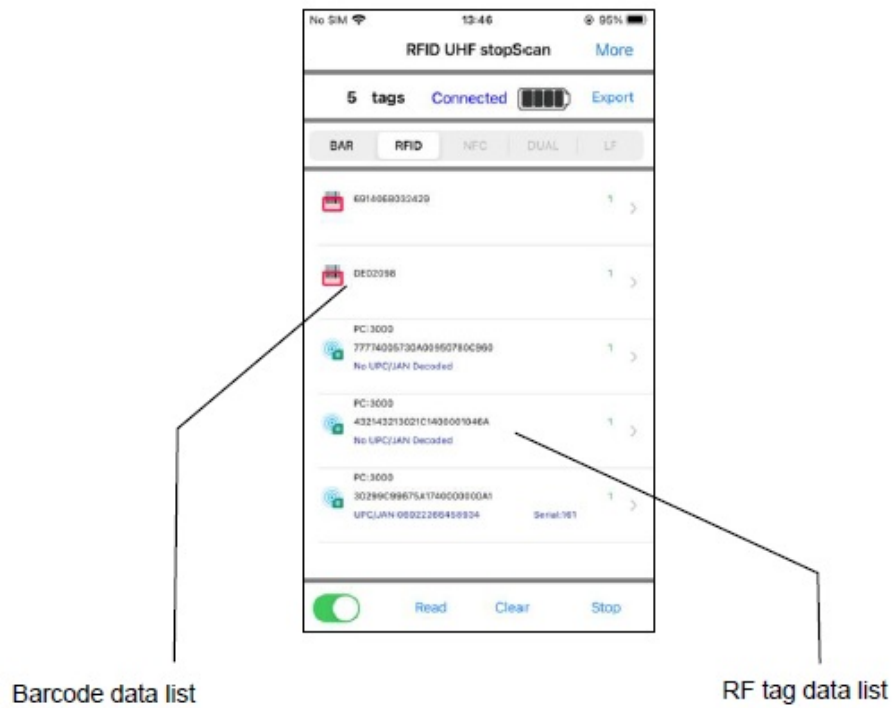 No SIM 13:46 95%
RFID UHF stopScan More
5 tags Connected Export
BAR RFID NFC DUAL LF
6914068033429 1
DE02098 1
PC:3000
77774005730A00950780C960 1
No UPC/JAN Decoded
PC:3000
432143213021C1400001046A 1
No UPC/JAN Decoded
PC:3000
30299C99675A1740000000A1 1
UPC/JAN:06922266458934 Serial:161
Read Clear Stop
Barcode data list
RF tag data list